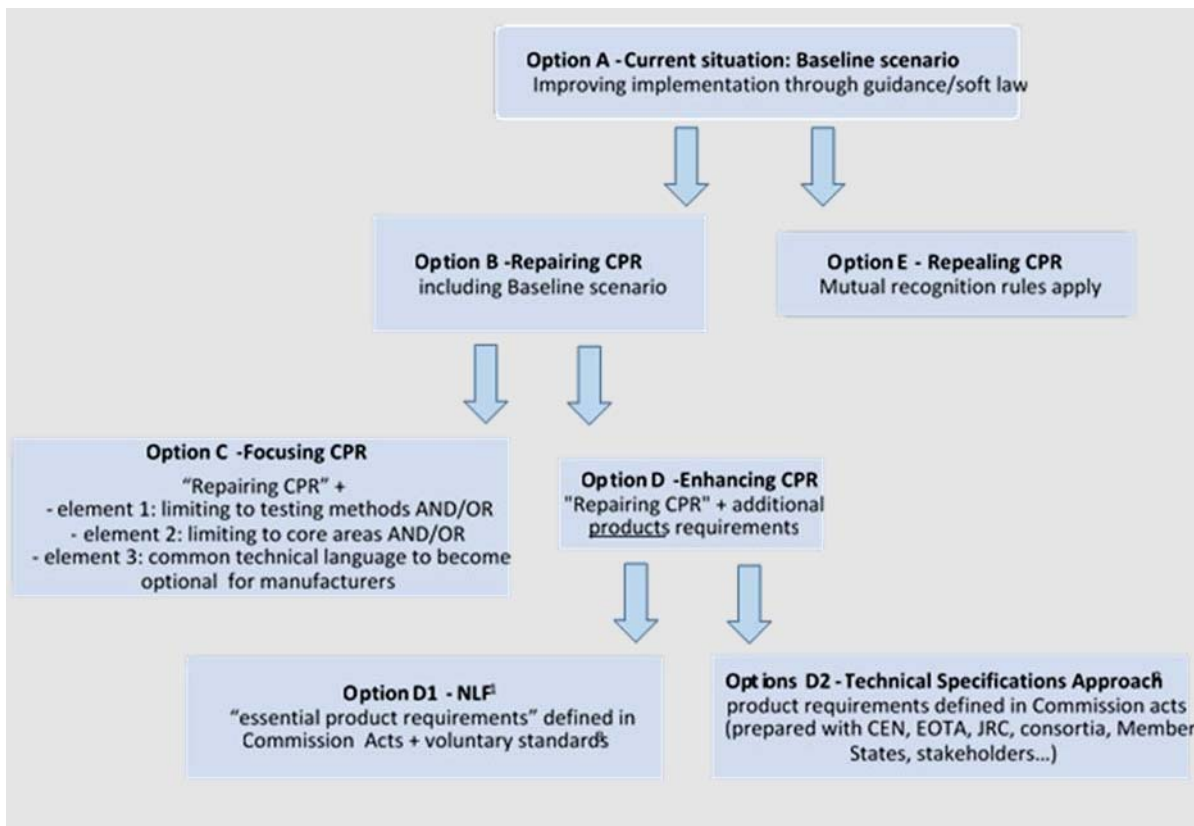 Option A - Current situation: Baseline scenario
Improving implementation through guidance/soft law
Option B -Repairing CPR
including Baseline scenario
Option E - Repealing CPR
Mutual recognition rules apply
Option C -Focusing CPR
“Repairing CPR” +
- element 1: limiting to testing methods AND/OR
- element 2: limiting to core areas AND/OR
- element 3: common technical language to become
optional for manufacturers
Option D -Enhancing CPR
"Repairing CPR" + additional
products requirements
Option D1 - NLF
“essential product requirements” defined in
Commission Acts + voluntary standards
Options D2 - Technical Specifications Approach
product requirements defined in Commission acts
(prepared with CEN, EOTA, JRC, consortia, Member
States, stakeholders...)